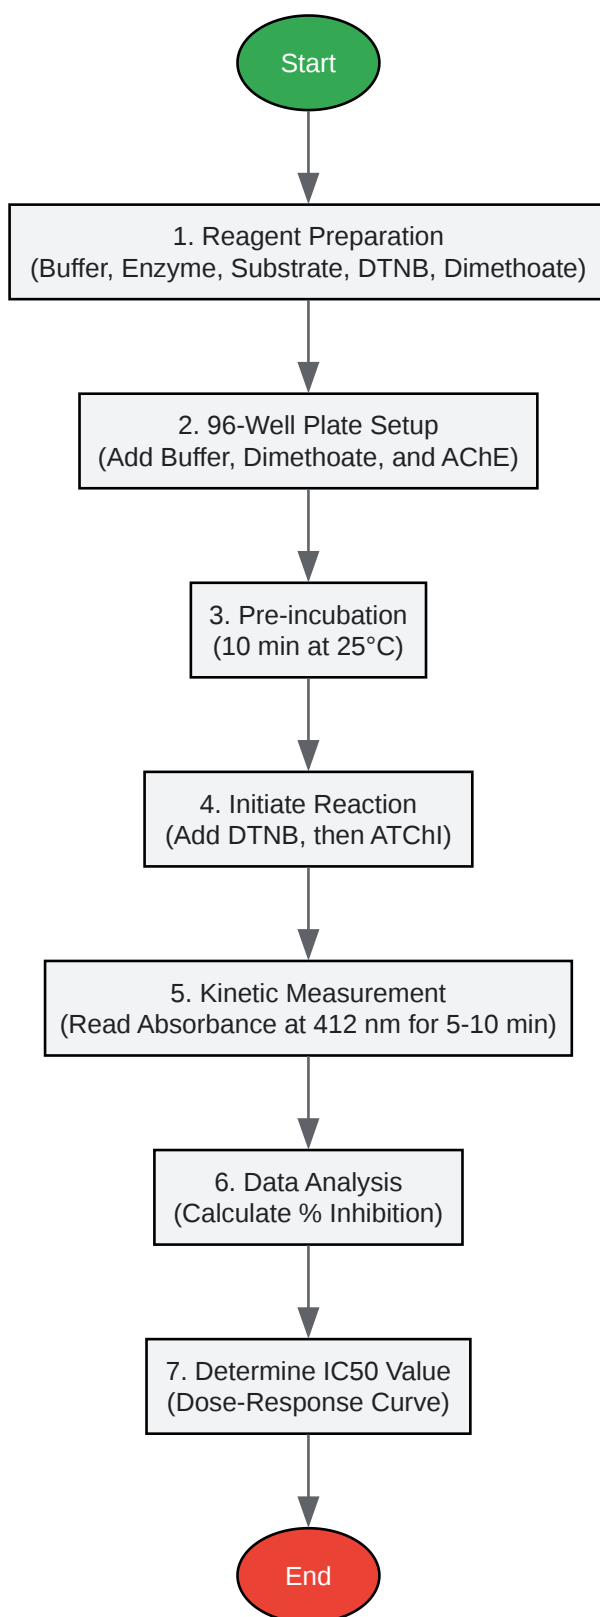 Start
1. Reagent Preparation
(Buffer, Enzyme, Substrate, DTNB, Dimethoate)
2. 96-Well Plate Setup
(Add Buffer, Dimethoate, and AChE)
3. Pre-incubation
(10 min at 25°C)
4. Initiate Reaction
(Add DTNB, then ATChI)
5. Kinetic Measurement
(Read Absorbance at 412 nm for 5-10 min)
6. Data Analysis
(Calculate % Inhibition)
7. Determine IC50 Value
(Dose-Response Curve)
End